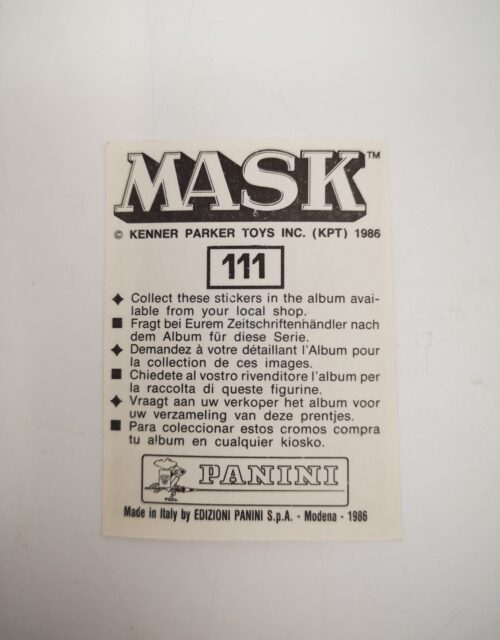 MASK™
© KENNER PARKER TOYS INC. (KPT) 1986
111
✦ Collect these stickers in the album avai-
lable from your local shop.
■ Fragt bei Eurem Zeitschriftenhändler nach
dem Album für diese Serie.
✦ Demandez à votre détaillant l'Album pour
la collection de ces images.
■ Chiedete al vostro rivenditore l'album per
la raccolta di queste figurine.
✦ Vraagt aan uw verkoper het album voor
uw verzameling van deze prentjes.
■ Para coleccionar estos cromos compra
tu album en cualquier kiosko.
PANINI
Made in Italy by EDIZIONI PANINI S.p.A. - Modena - 1986